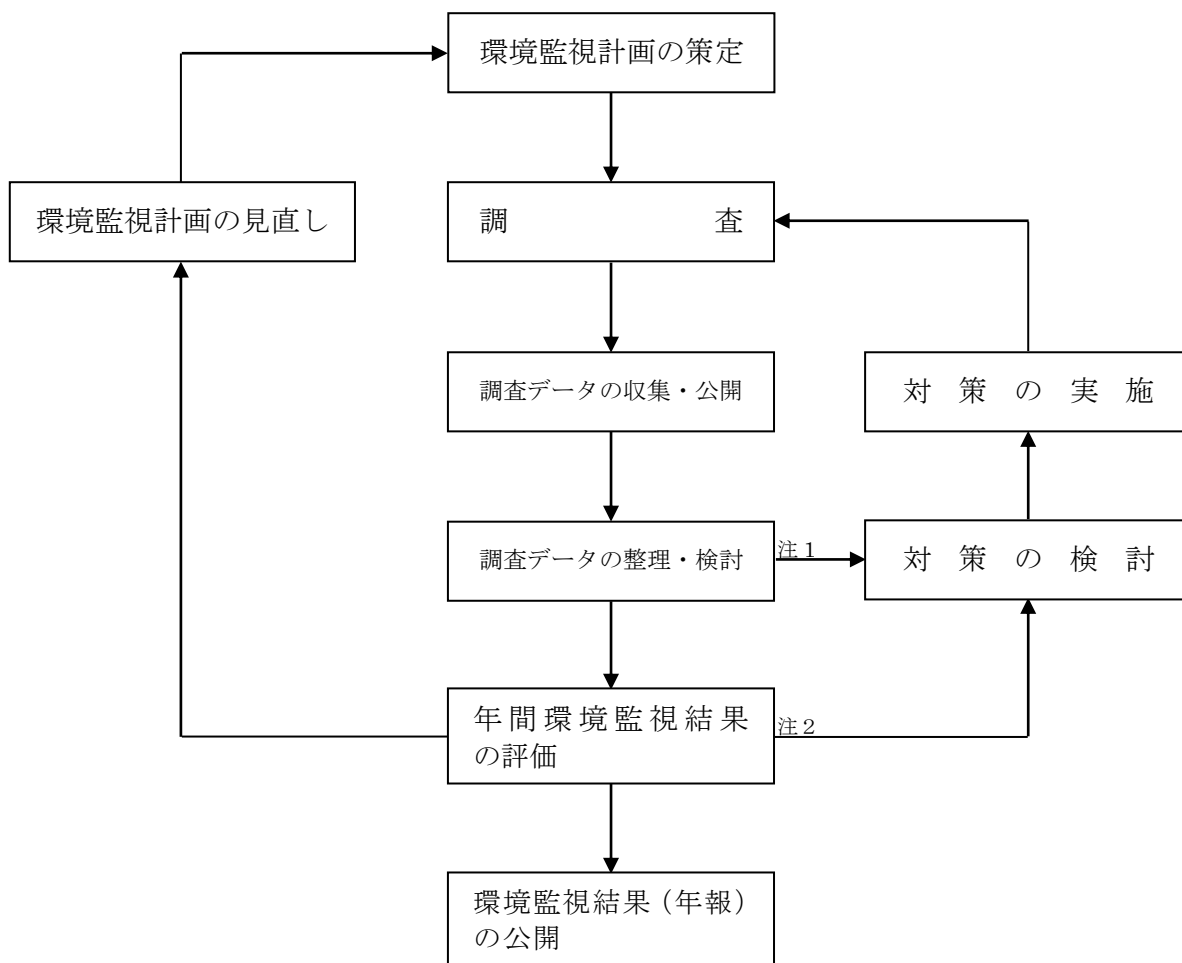 環境監視計画の策定
環境監視計画の見直し
調査
調査データの収集・公開
対策の実施
調査データの整理・検討
注１
対策の検討
年間環境監視結果
の評価
注２
環境監視結果（年報）
の公開